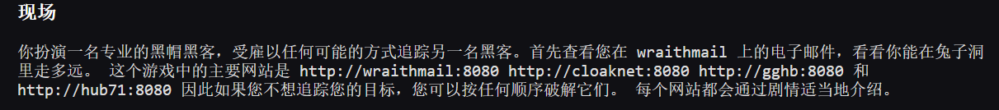 现场
你扮演一名专业的黑帽黑客，受雇以任何可能的方式追踪另一名黑客。首先查看您在 wraithmail 上的电子邮件，看看你能在兔子洞
里走多远。 这个游戏中的主要网站是 http://wraithmail:8080 http://cloaknet:8080 http://gghb:8080 和
http://hub71:8080 因此如果您不想追踪您的目标，您可以按任何顺序破解它们。 每个网站都会通过剧情适当地介绍。